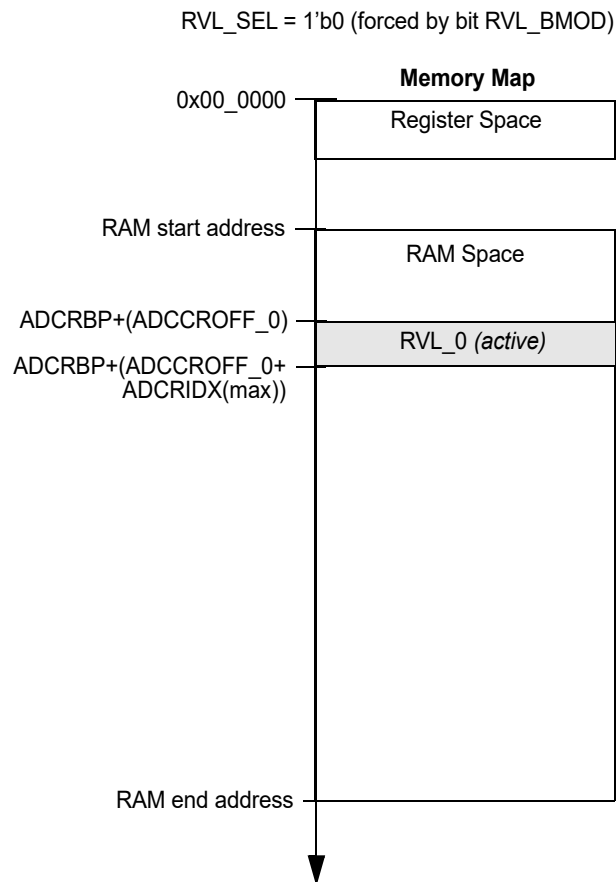 RVL_SEL = 1'b0 (forced by bit RVL_BMOD)
Memory Map
0x00_0000
Register Space
RAM start address
RAM Space
ADCRBP+(ADCCROFF_0)
RVL_0 (active)
ADCRBP+(ADCCROFF_0+
ADCRIDX(max))
RAM end address